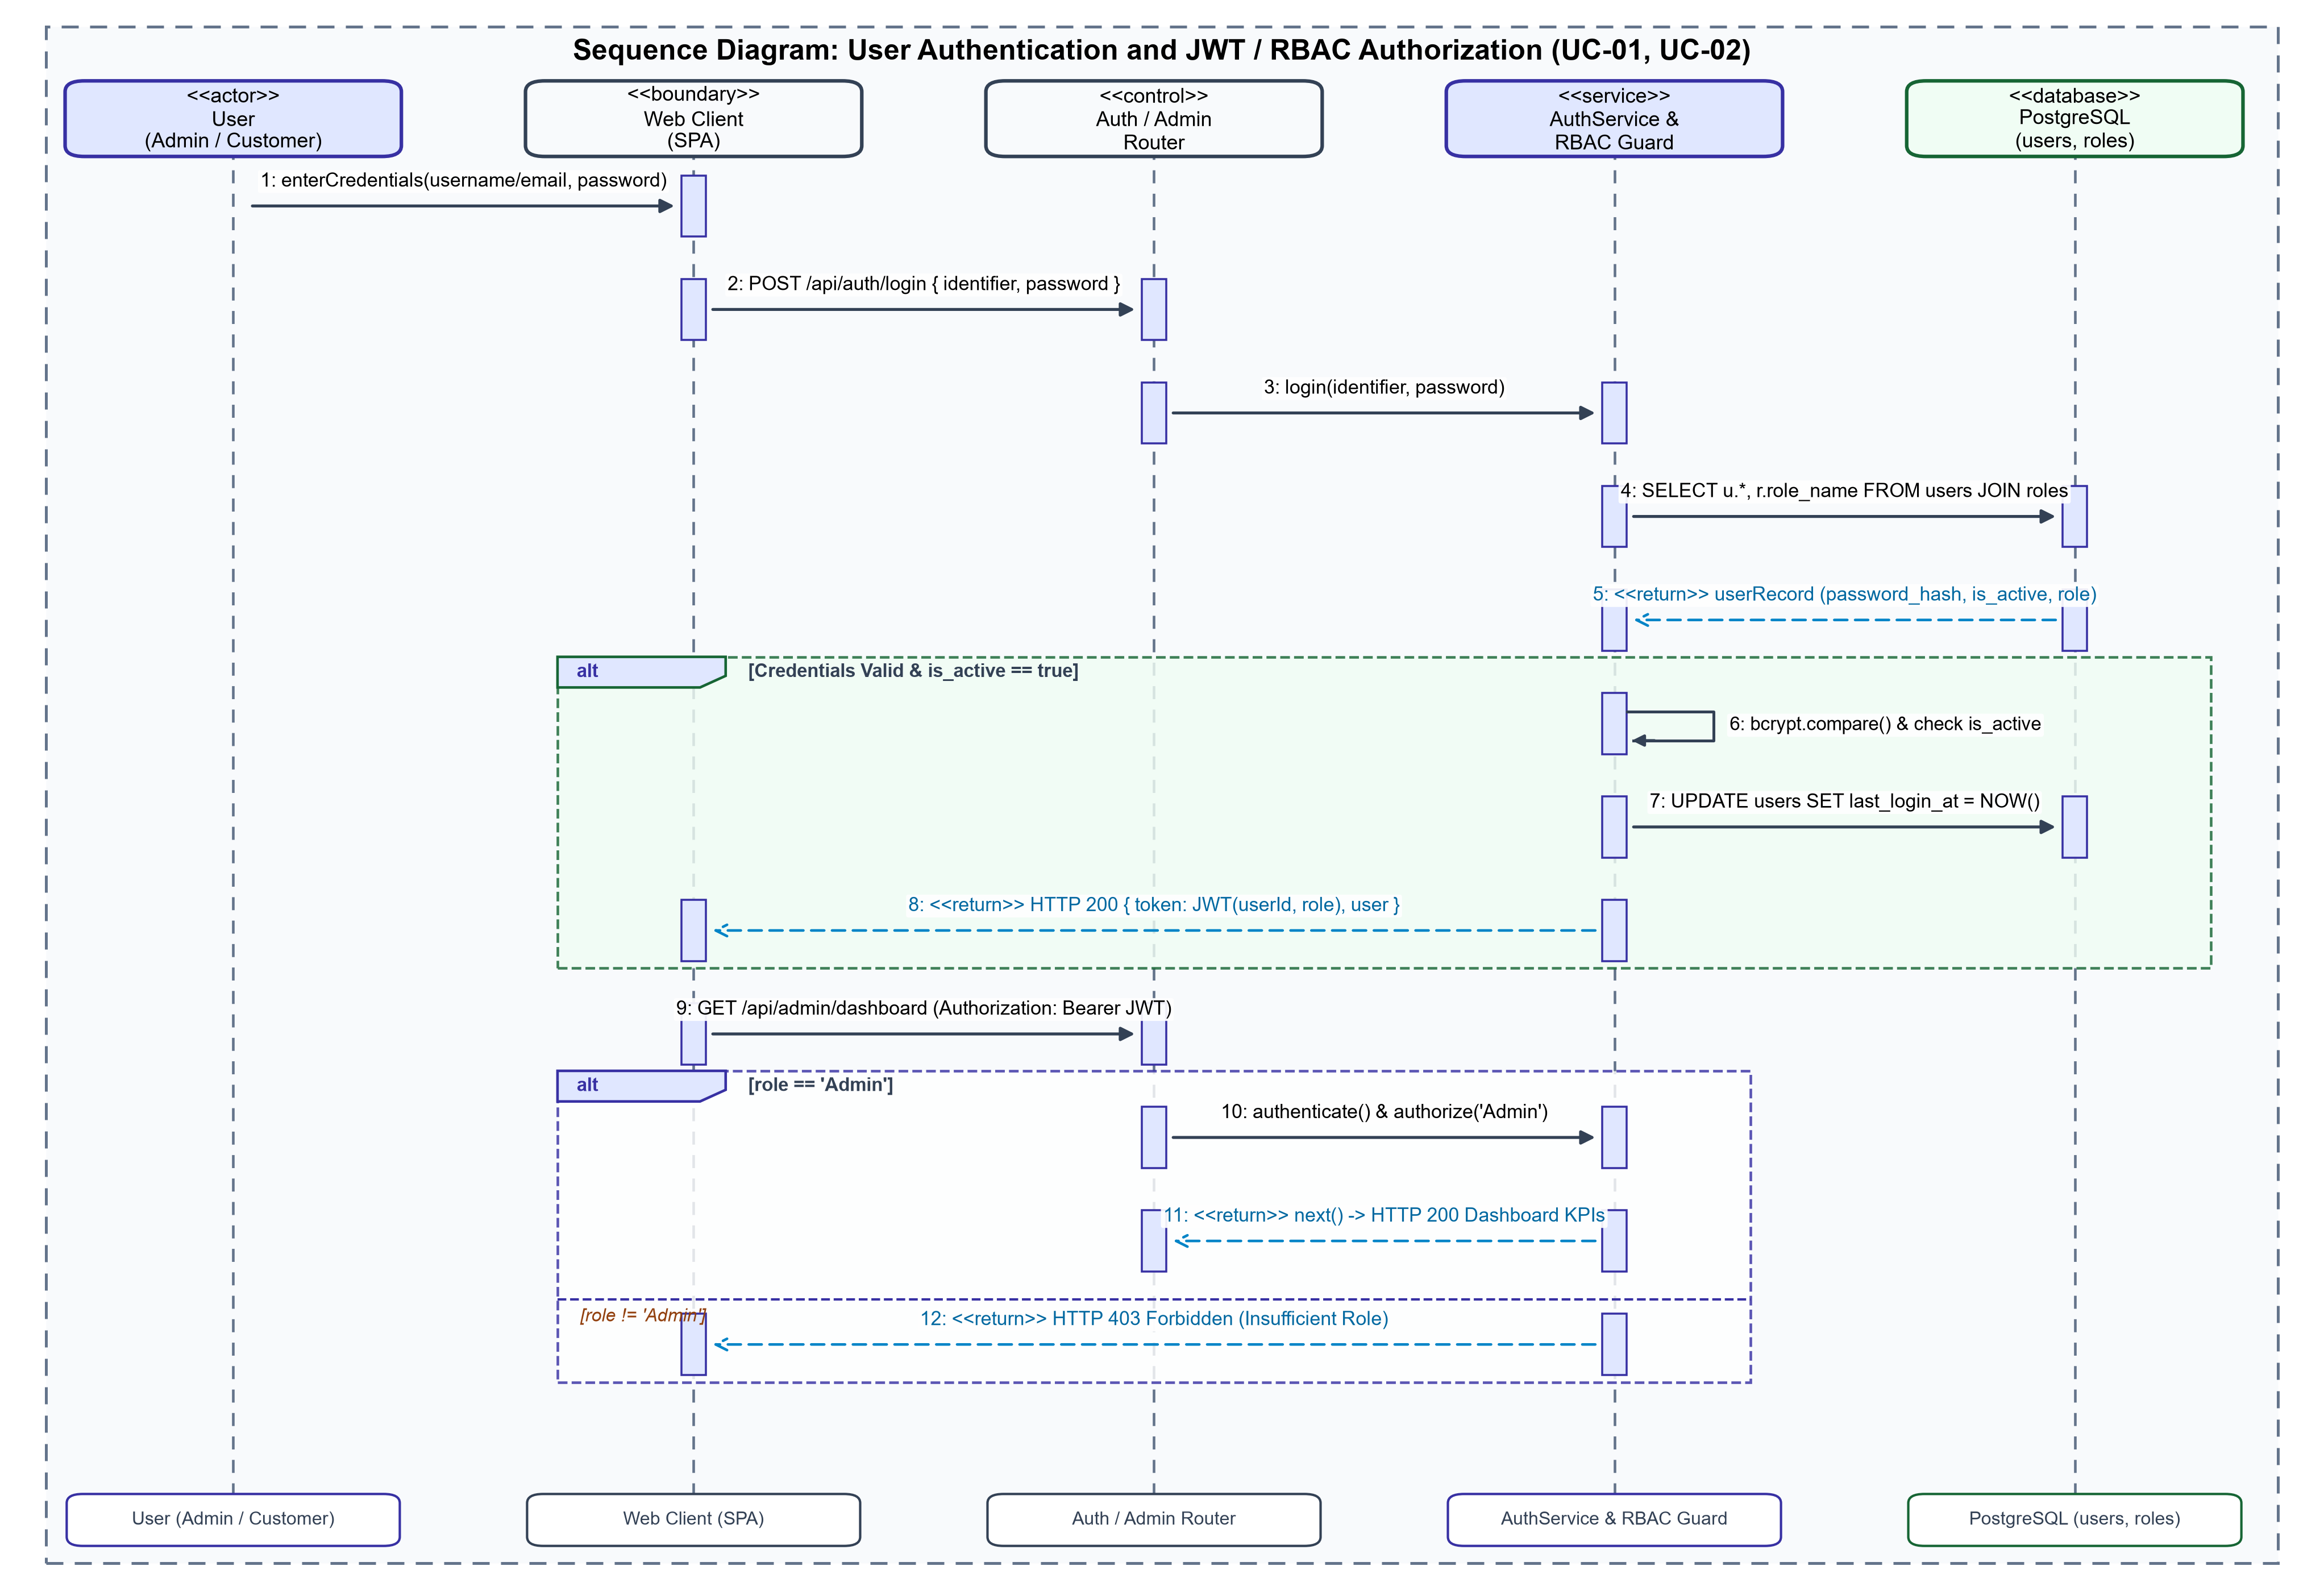 Sequence Diagram: User Authentication and JWT / RBAC Authorization (UC-01, UC-02)
<<actor>>
User
(Admin / Customer)
<<boundary>>
Web Client
(SPA)
<<control>>
Auth / Admin
Router
<<service>>
AuthService &
RBAC Guard
<<database>>
PostgreSQL
(users, roles)
1: enterCredentials(username/email, password)
2: POST /api/auth/login { identifier, password }
3: login(identifier, password)
4: SELECT u.*, r.role_name FROM users JOIN roles
5: <<return>> userRecord (password_hash, is_active, role)
alt
[Credentials Valid & is_active == true]
6: bcrypt.compare() & check is_active
7: UPDATE users SET last_login_at = NOW()
8: <<return>> HTTP 200 { token: JWT(userId, role), user }
9: GET /api/admin/dashboard (Authorization: Bearer JWT)
alt
[role == 'Admin']
10: authenticate() & authorize('Admin')
11: <<return>> next() -> HTTP 200 Dashboard KPIs
[role != 'Admin']
12: <<return>> HTTP 403 Forbidden (Insufficient Role)
User (Admin / Customer)
Web Client (SPA)
Auth / Admin Router
AuthService & RBAC Guard
PostgreSQL (users, roles)